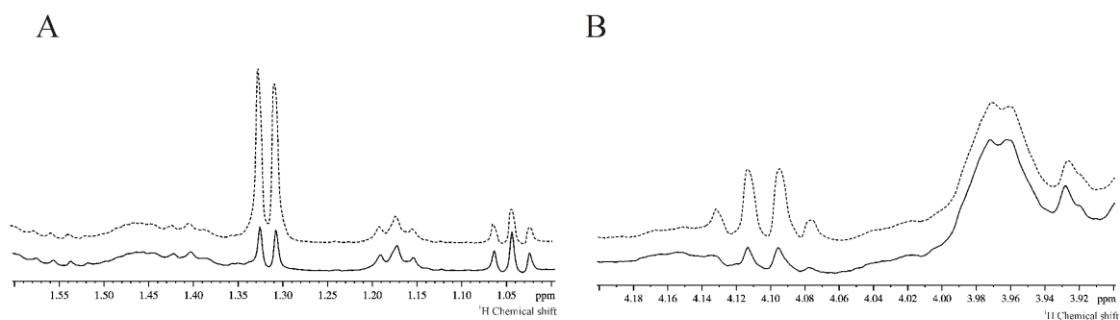 A
B
1.55 1.50 1.45 1.40 1.35 1.30 1.25 1.20 1.15 1.10 1.05 ppm
¹H Chemical shift
4.18 4.16 4.14 4.12 4.10 4.08 4.06 4.04 4.02 4.00 3.98 3.96 3.94 3.92 ppm
¹H Chemical shift